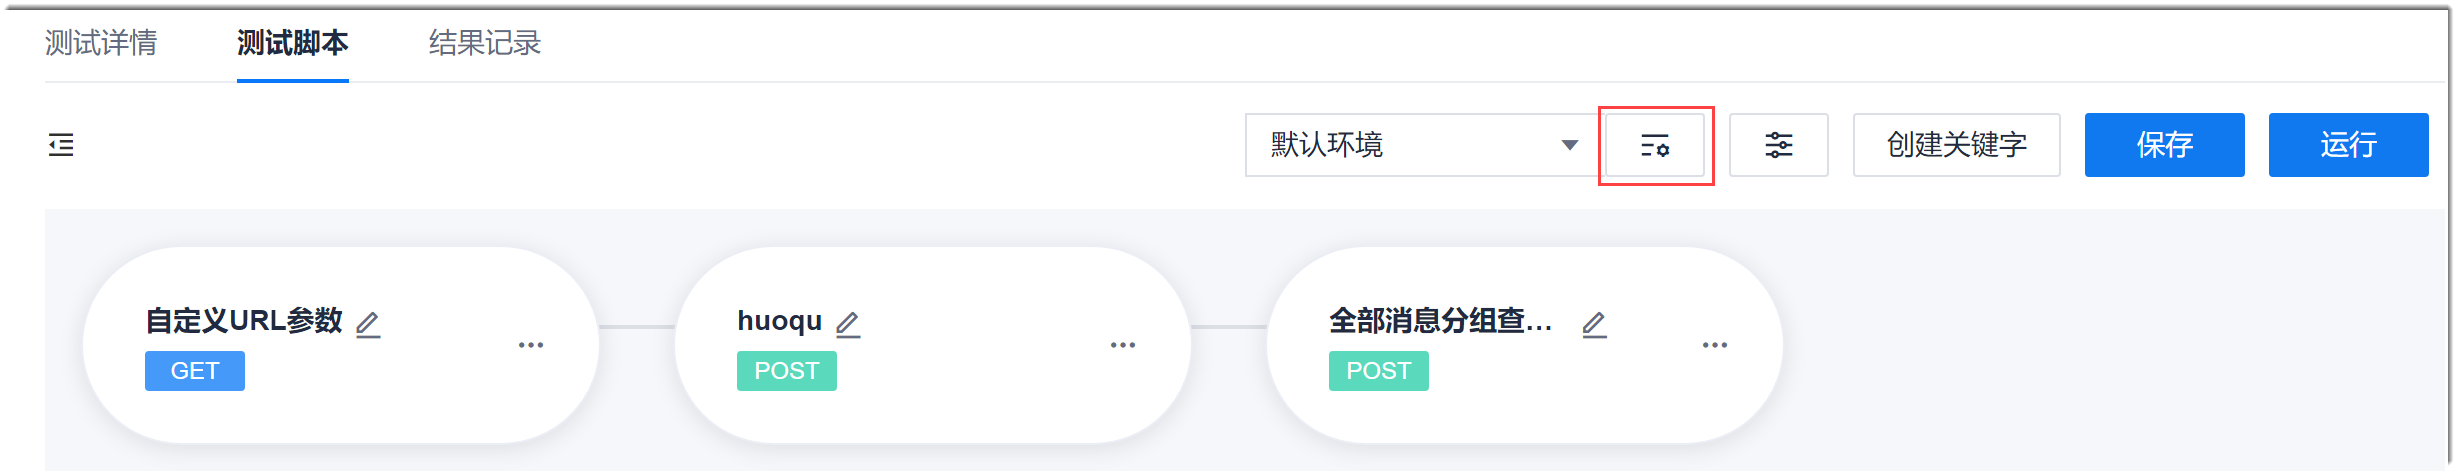 测试详情 测试脚本 结果记录
默认环境 创建关键字 保存 运行
自定义URL参数 huoqu 全部消息分组查...
GET POST POST